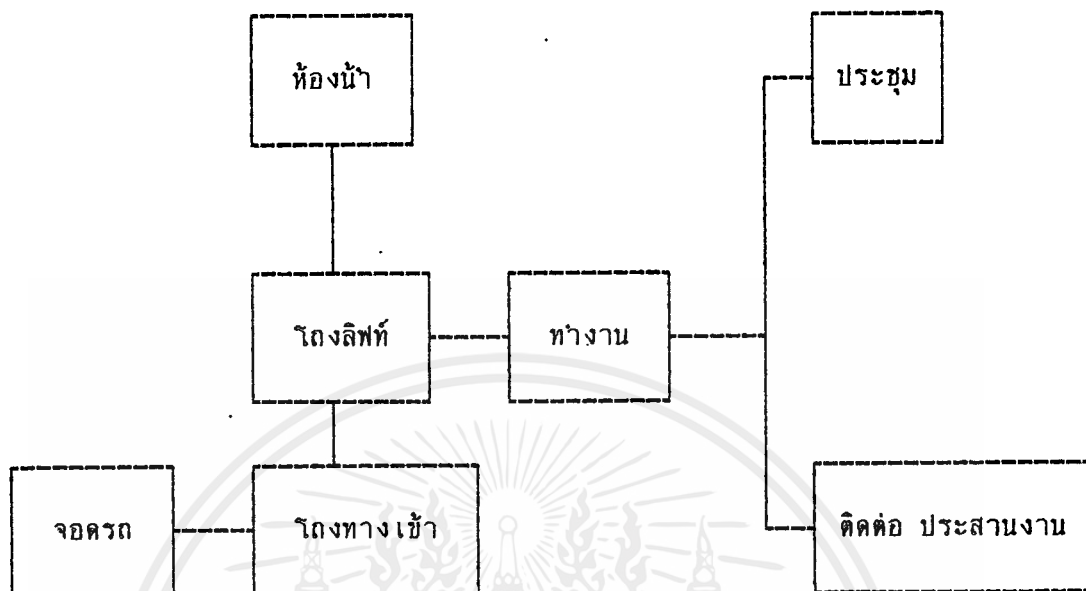 ห้องน้ำ
ประชุม
โถงลิฟท์
ทำงาน
จอดรถ
โถงทางเข้า
ติดต่อ ประสานงาน